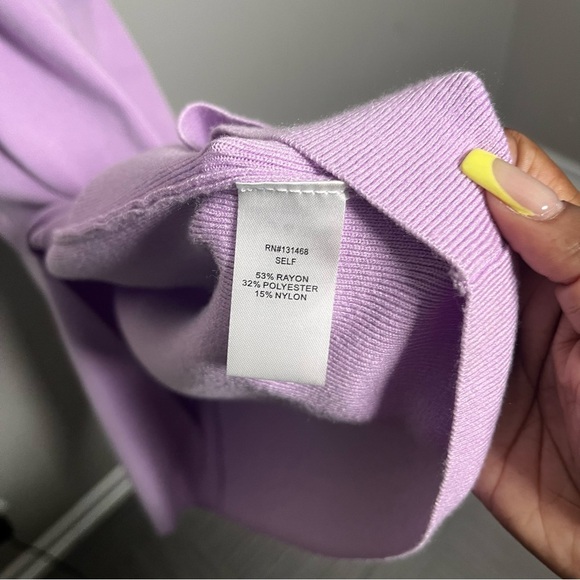 RN#131468
SELF
53% RAYON
32% POLYESTER
15% NYLON